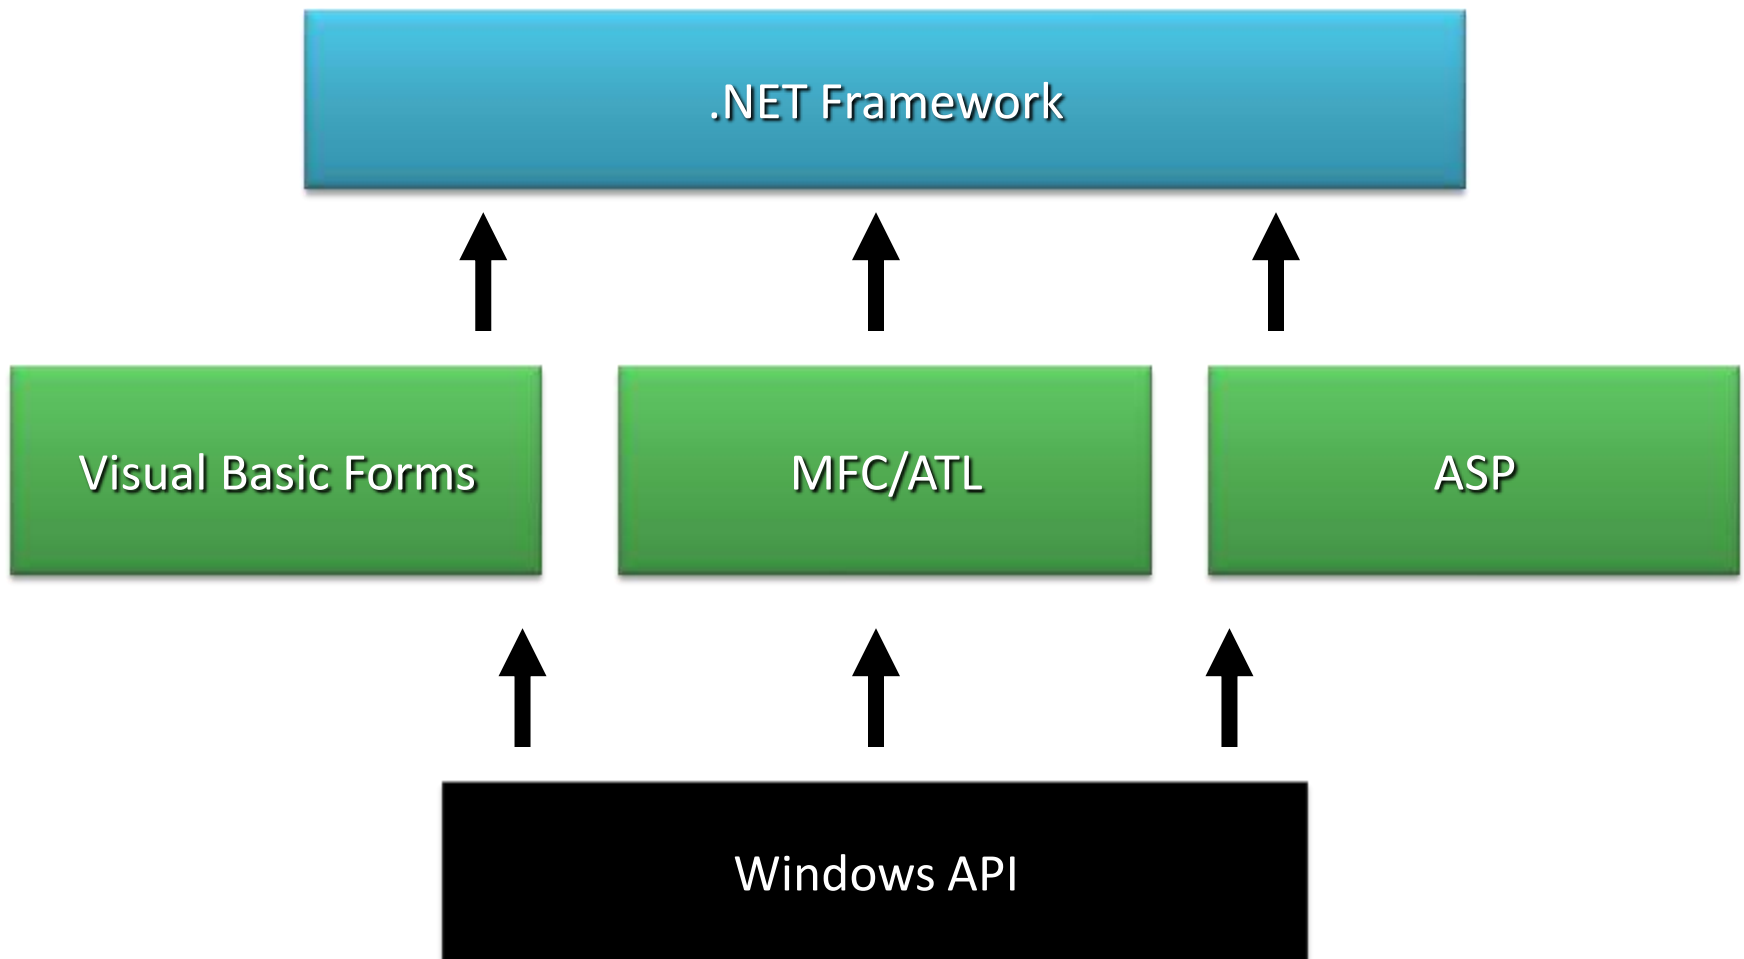 .NET Framework
Visual Basic Forms
MFC/ATL
ASP
Windows API